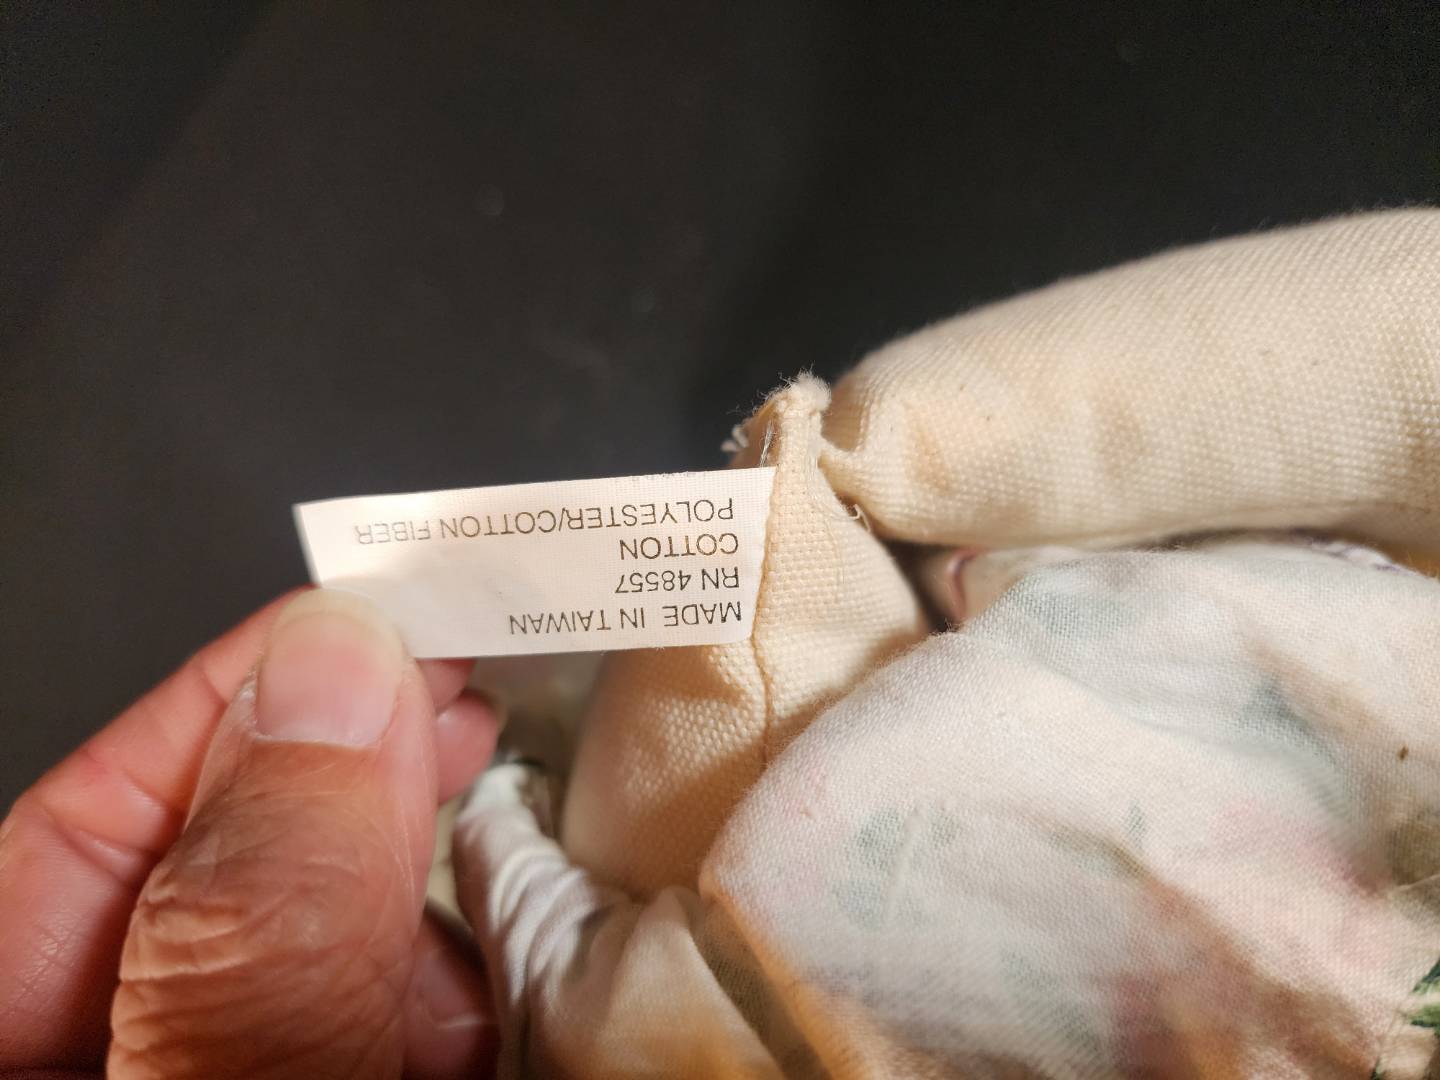 MADE IN TAIWAN
RN 48557
COTTON
POLYESTER/COTTON FIBER